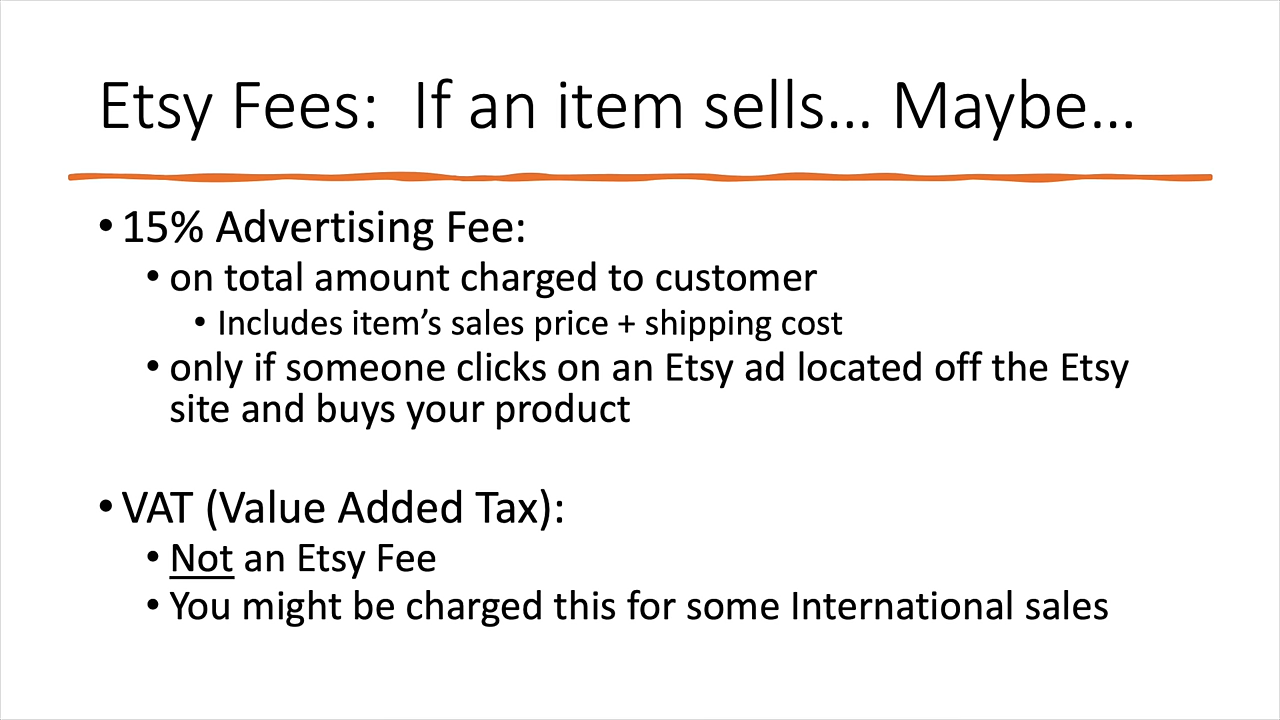 Etsy Fees:  If an item sells… Maybe…
• 15% Advertising Fee:
• on total amount charged to customer
• Includes item’s sales price + shipping cost
• only if someone clicks on an Etsy ad located off the Etsy
site and buys your product
• VAT (Value Added Tax):
• Not an Etsy Fee
• You might be charged this for some International sales